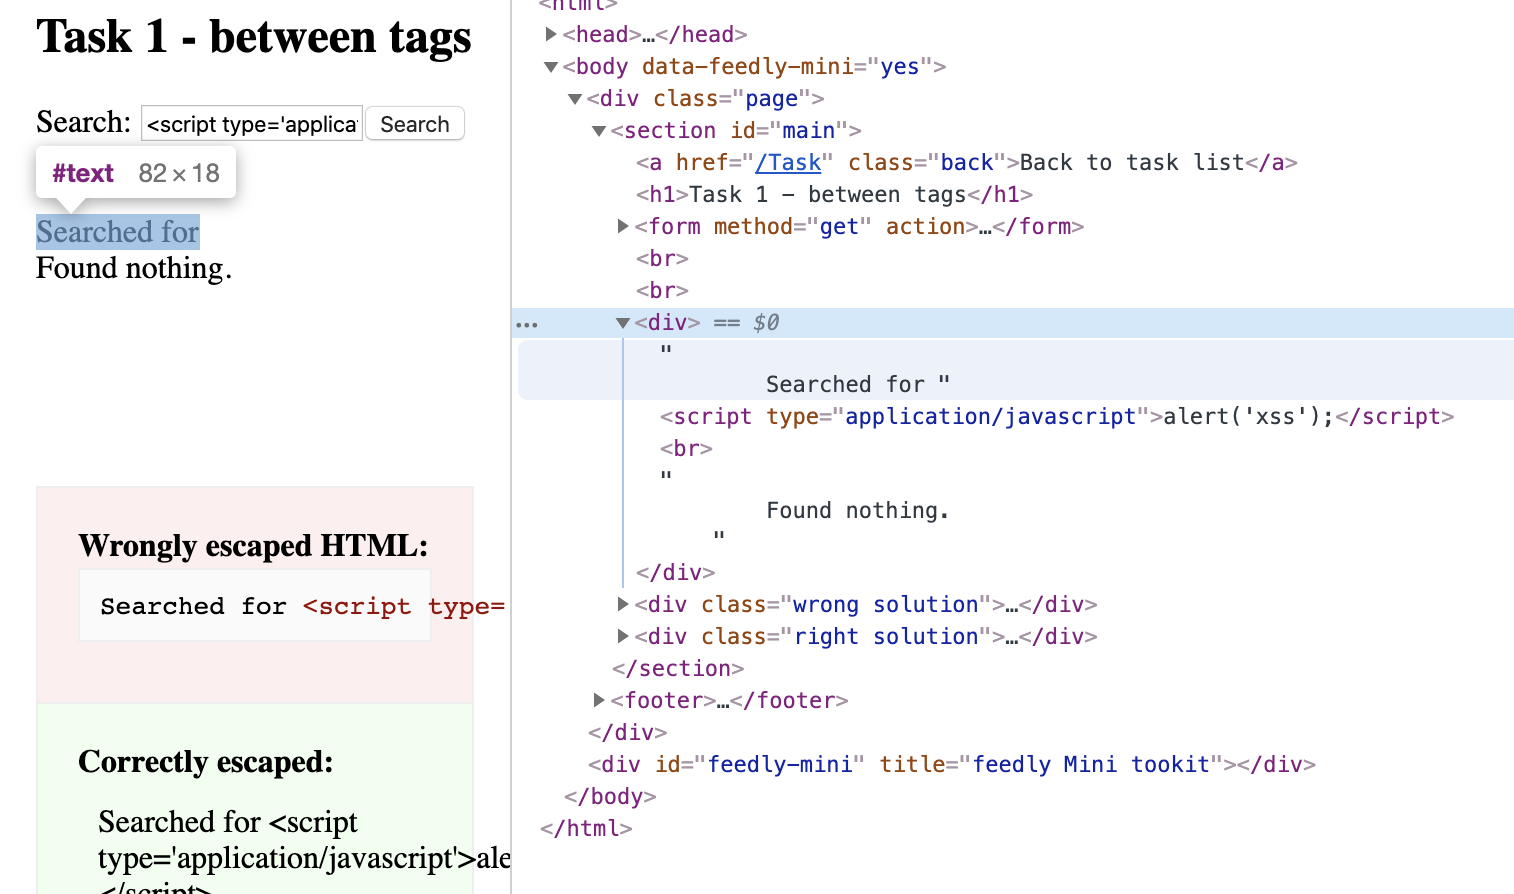 Task 1 - between tags
Search: <script type='applica Search
#text 82 × 18
Searched for
Found nothing.
Wrongly escaped HTML:
Searched for <script type=
Correctly escaped:
Searched for <script
type='application/javascript'>ale
</script>
<html>
▶<head>…</head>
▼<body data-feedly-mini="yes">
▼<div class="page">
▼<section id="main">
<a href="/Task" class="back">Back to task list</a>
<h1>Task 1 – between tags</h1>
▶<form method="get" action>…</form>
<br>
<br>
… ▼<div> == $0
"
Searched for "
<script type="application/javascript">alert('xss');</script>
<br>
"
Found nothing.
"
</div>
▶<div class="wrong solution">…</div>
▶<div class="right solution">…</div>
</section>
▶<footer>…</footer>
</div>
<div id="feedly-mini" title="feedly Mini tookit"></div>
</body>
</html>